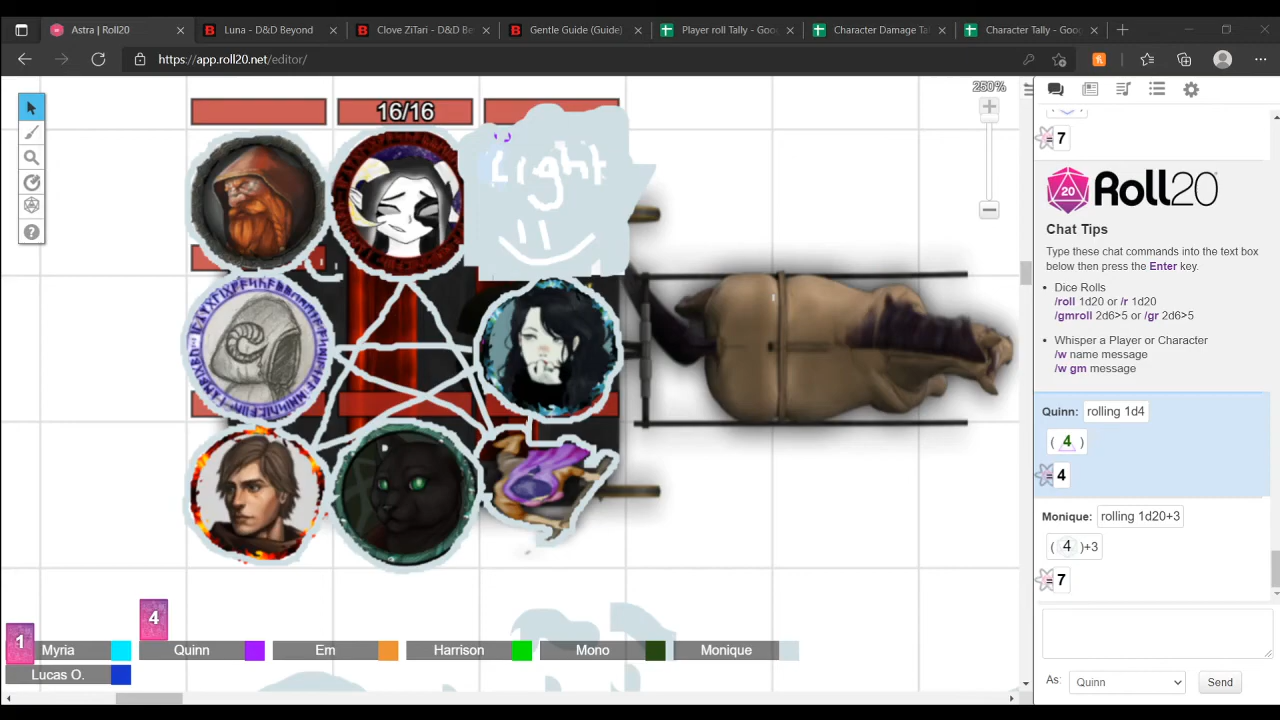 Astra | Roll20
Luna - D&D Beyond
Clove ZiTari - D&D Be
Gentle Guide (Guide)
Player roll Tally - Goo
Character Damage Ta
Character Tally - Goo
https://app.roll20.net/editor/
16/16
250%
Light
7
20
Roll20
Chat Tips
Type these chat commands into the text box
below then press the Enter key.
• Dice Rolls
/roll 1d20 or /r 1d20
/gmroll 2d6>5 or /gr 2d6>5
• Whisper a Player or Character
/w name message
/w gm message
Quinn: rolling 1d4
( 4 )
= 4
Monique: rolling 1d20+3
( 4 )+3
= 7
1
4
Myria
Quinn
Em
Harrison
Mono
Monique
Lucas O.
As: Quinn
Send